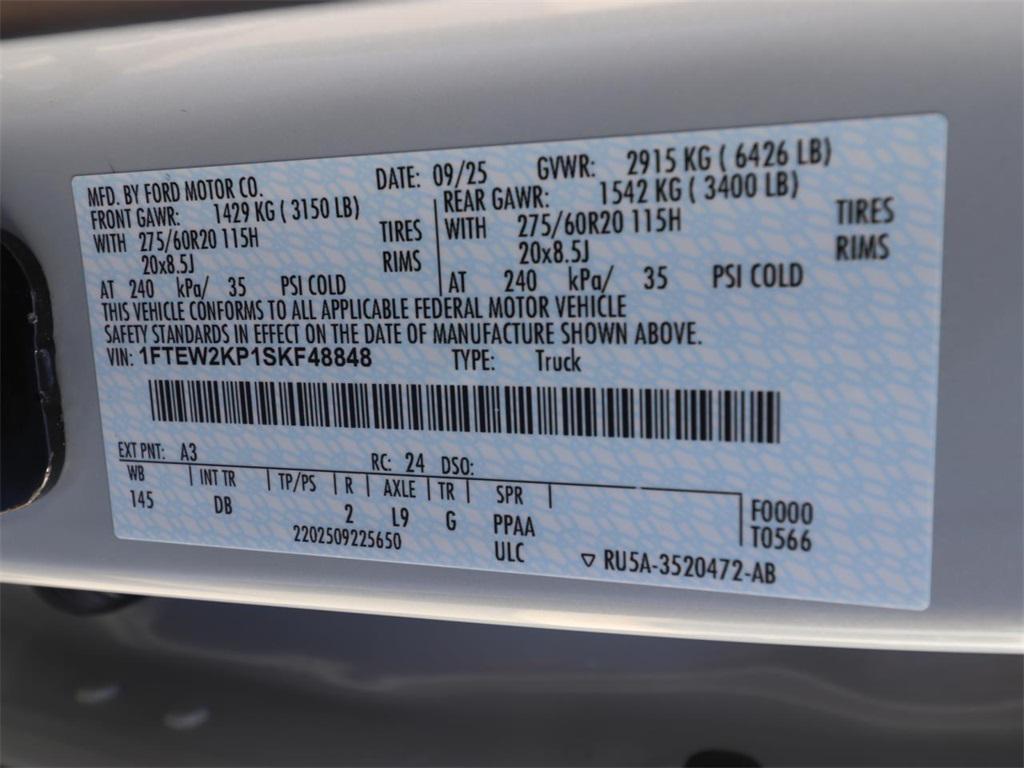 MFD. BY FORD MOTOR CO. DATE: 09/25 GVWR: 2915 KG ( 6426 LB)
FRONT GAWR: 1429 KG ( 3150 LB) REAR GAWR: 1542 KG ( 3400 LB)
WITH 275/60R20 115H TIRES WITH 275/60R20 115H TIRES
20x8.5J RIMS 20x8.5J RIMS
AT 240 kPa/ 35 PSI COLD AT 240 kPa/ 35 PSI COLD
THIS VEHICLE CONFORMS TO ALL APPLICABLE FEDERAL MOTOR VEHICLE
SAFETY STANDARDS IN EFFECT ON THE DATE OF MANUFACTURE SHOWN ABOVE.
VIN: 1FTEW2KP1SKF48848 TYPE: Truck
EXT PNT: A3 RC: 24 DSO:
WB INT TR TP/PS R AXLE TR SPR F0000
145 DB 2 L9 G PPAA T0566
2202509225650 ULC RU5A-3520472-AB